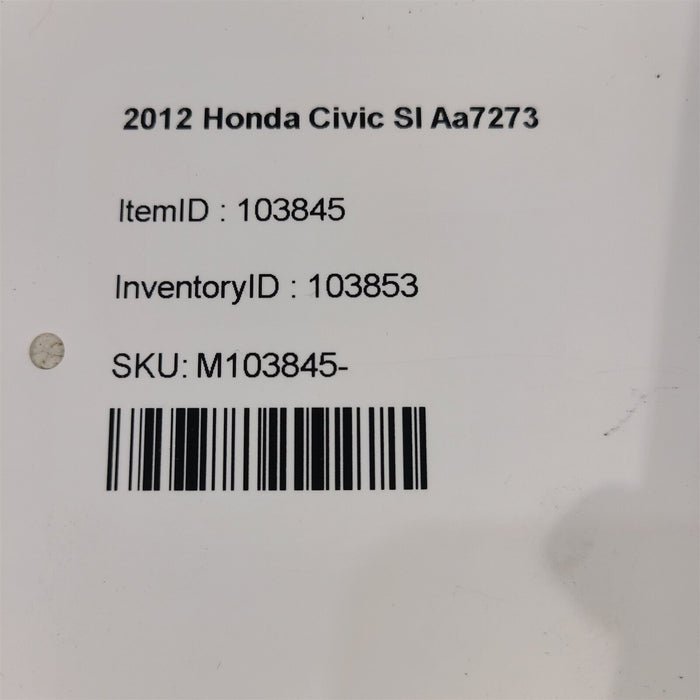 2012 Honda Civic SI Aa7273
ItemID : 103845
InventoryID : 103853
SKU: M103845-